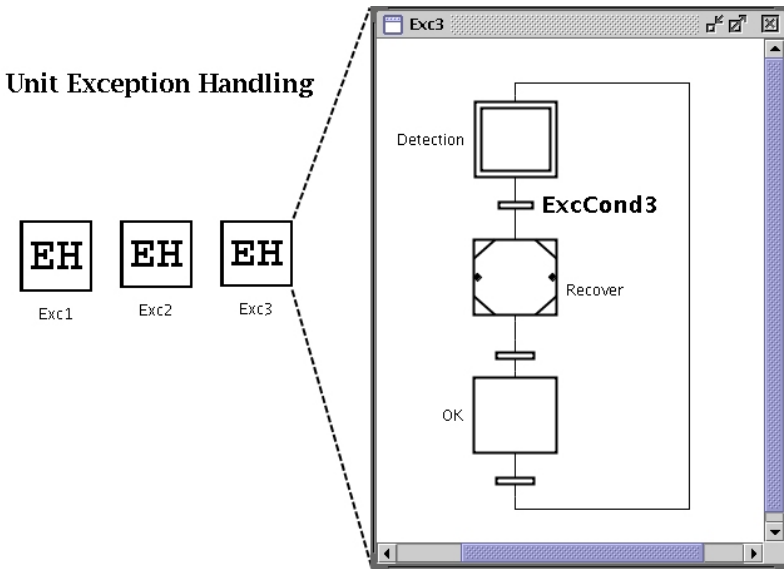 Unit Exception Handling
EH
Exc1
EH
Exc2
EH
Exc3
Exc3
Detection
ExcCond3
Recover
OK